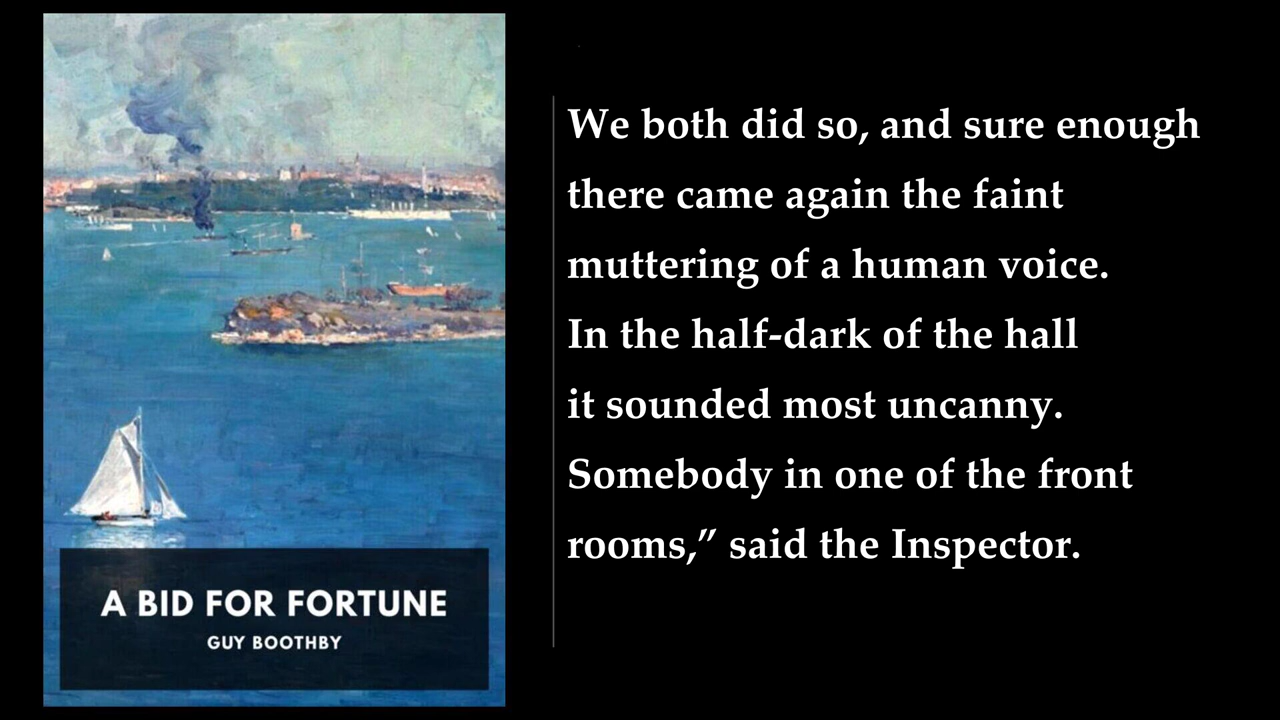 A BID FOR FORTUNE
GUY BOOTHBY
We both did so, and sure enough
there came again the faint
muttering of a human voice.
In the half-dark of the hall
it sounded most uncanny.
Somebody in one of the front
rooms,” said the Inspector.